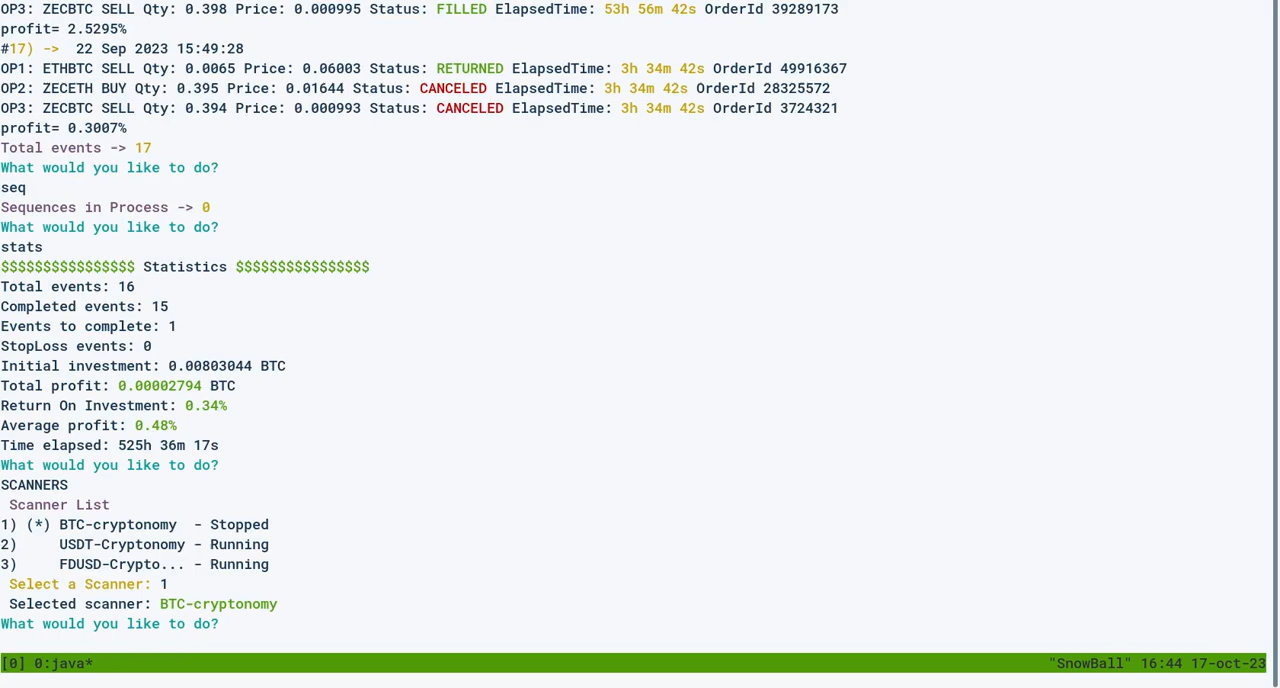 OP3: ZECBTC SELL Qty: 0.398 Price: 0.000995 Status: FILLED ElapsedTime: 53h 56m 42s OrderId 39289173
profit= 2.5295%
#17) -> 22 Sep 2023 15:49:28
OP1: ETHBTC SELL Qty: 0.0065 Price: 0.06003 Status: RETURNED ElapsedTime: 3h 34m 42s OrderId 49916367
OP2: ZECETH BUY Qty: 0.395 Price: 0.01644 Status: CANCELED ElapsedTime: 3h 34m 42s OrderId 28325572
OP3: ZECBTC SELL Qty: 0.394 Price: 0.000993 Status: CANCELED ElapsedTime: 3h 34m 42s OrderId 3724321
profit= 0.3007%
Total events -> 17
What would you like to do?
seq
Sequences in Process -> 0
What would you like to do?
stats
$$$$$$$$$$$$$$$$ Statistics $$$$$$$$$$$$$$$$
Total events: 16
Completed events: 15
Events to complete: 1
StopLoss events: 0
Initial investment: 0.00803044 BTC
Total profit: 0.00002794 BTC
Return On Investment: 0.34%
Average profit: 0.48%
Time elapsed: 525h 36m 17s
What would you like to do?
SCANNERS
Scanner List
1) (*) BTC-cryptonomy - Stopped
2) USDT-Cryptonomy - Running
3) FDUSD-Crypto... - Running
Select a Scanner: 1
Selected scanner: BTC-cryptonomy
What would you like to do?
[0] 0:java* "SnowBall" 16:44 17-oct-23